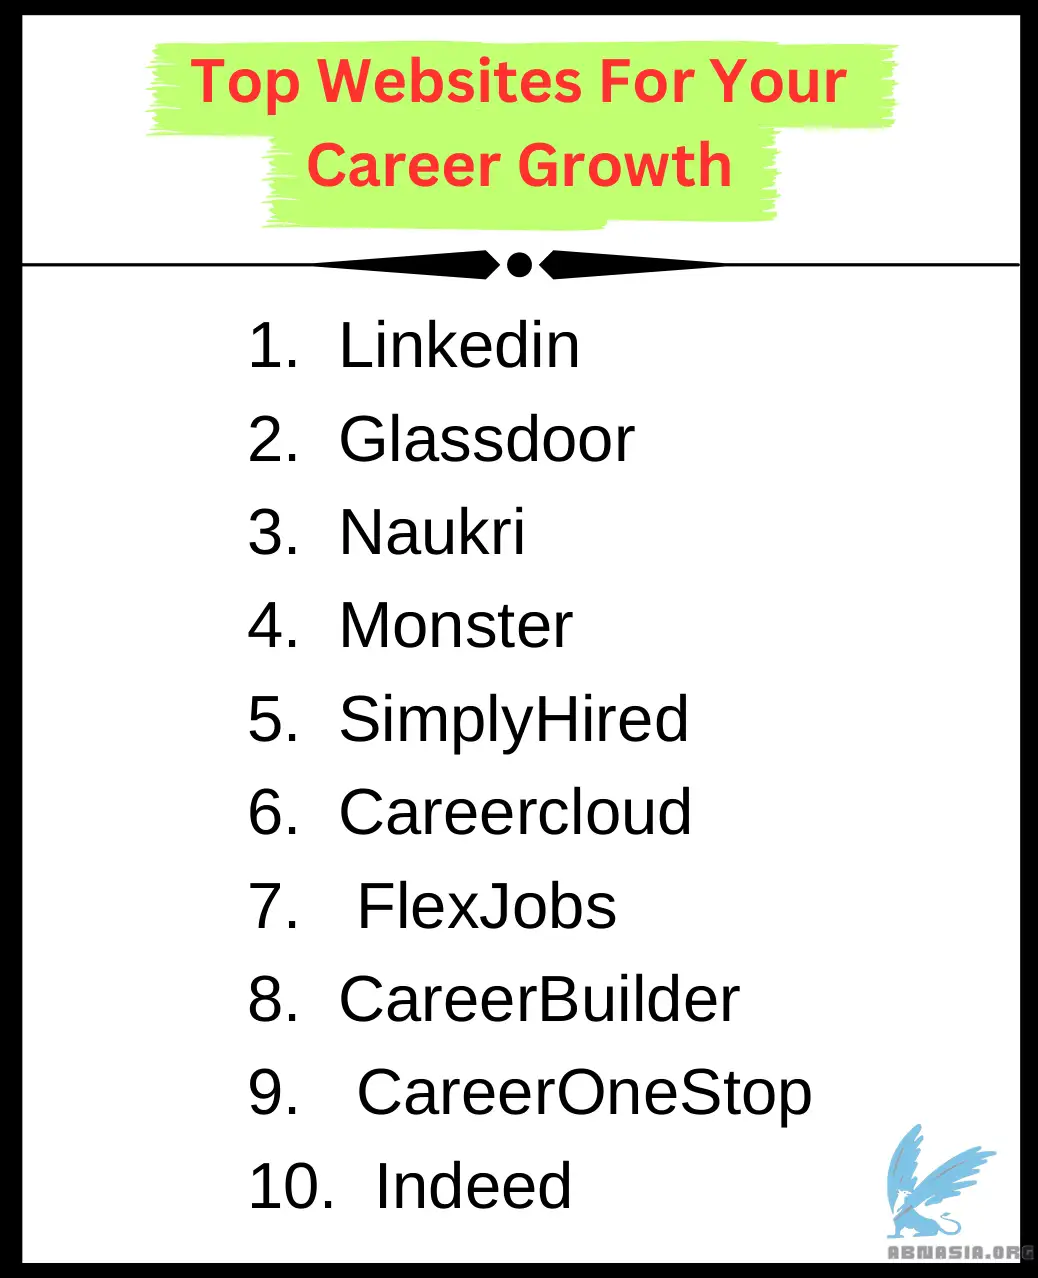 Top Websites For Your
Career Growth
1. Linkedin
2. Glassdoor
3. Naukri
4. Monster
5. SimplyHired
6. Careercloud
7. FlexJobs
8. CareerBuilder
9. CareerOneStop
10. Indeed
ABNASIA.ORG